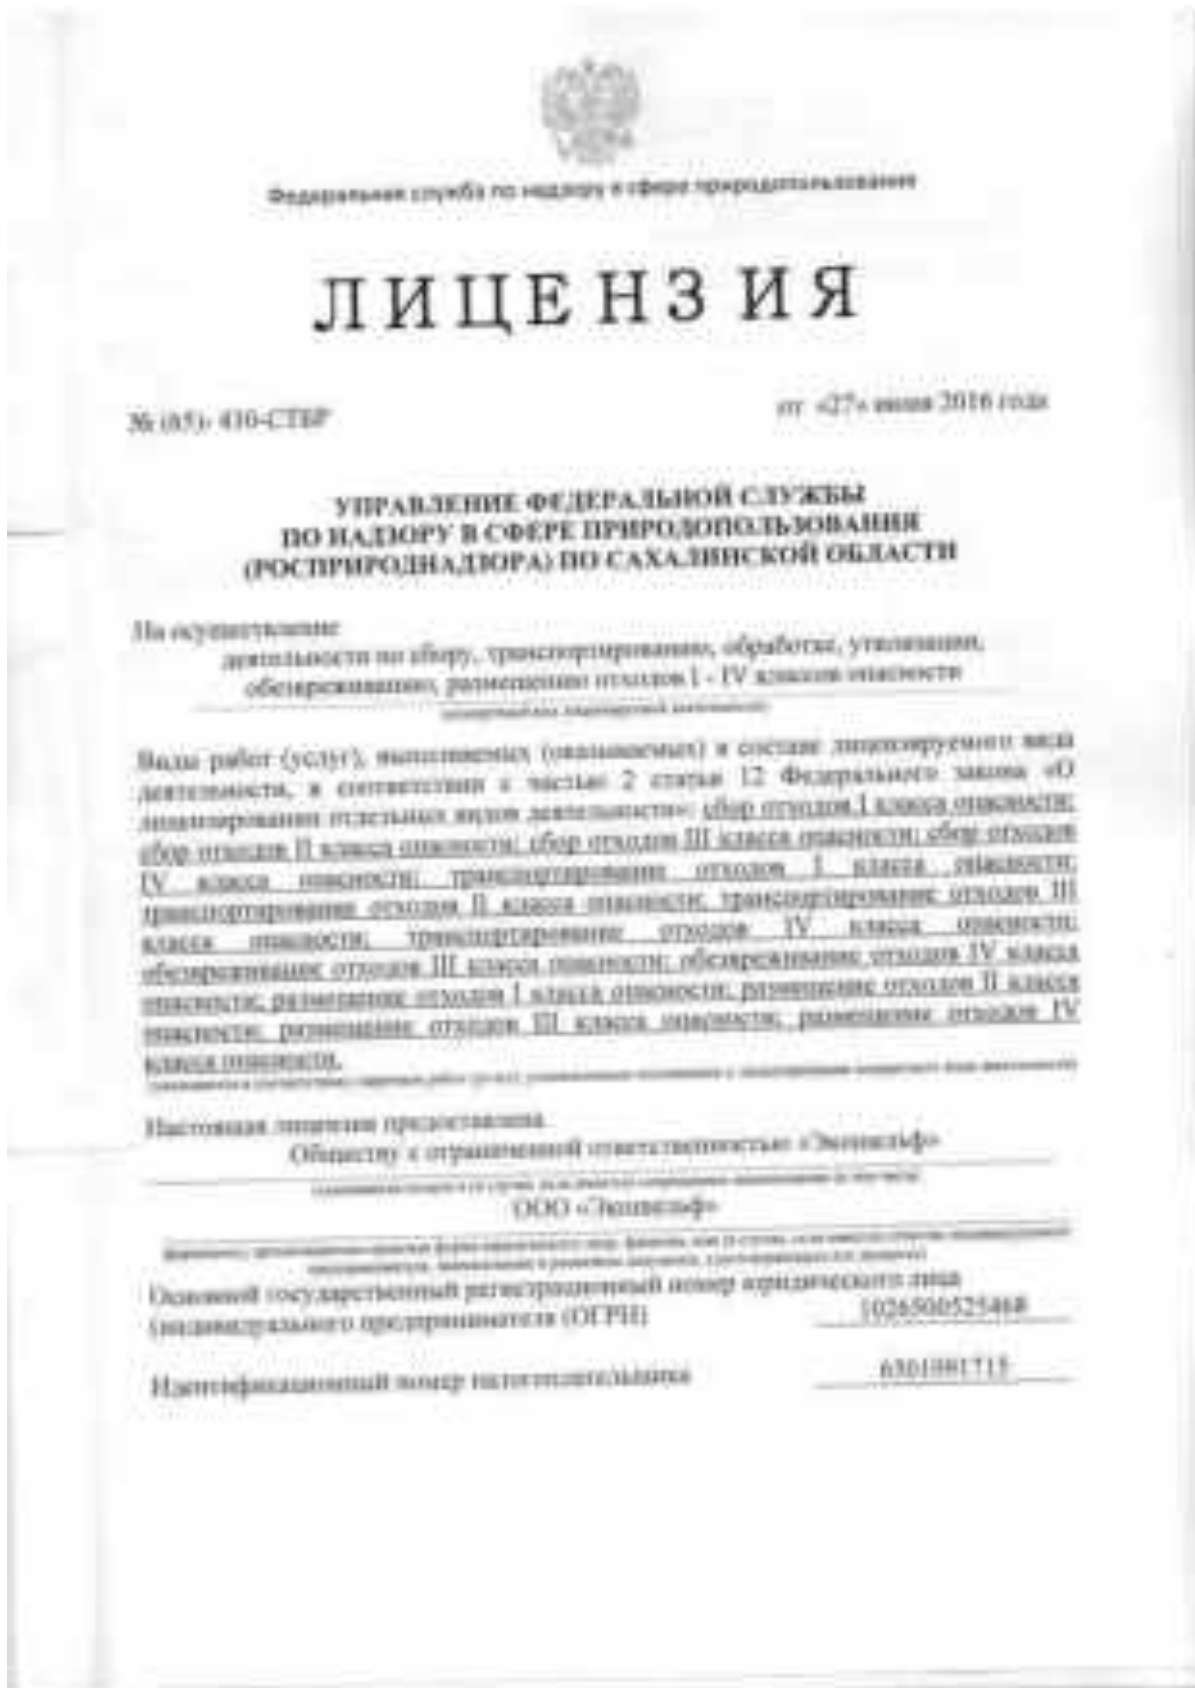 Федеральная служба по надзору в сфере природопользования
ЛИЦЕНЗИЯ
№ (65)- -СТБР
от «27» 2016 года
УПРАВЛЕНИЕ ФЕДЕРАЛЬНОЙ СЛУЖБЫ
ПО НАДЗОРУ В СФЕРЕ ПРИРОДОПОЛЬЗОВАНИЯ
(РОСПРИРОДНАДЗОРА) ПО САХАЛИНСКОЙ ОБЛАСТИ
На осуществление
деятельности по сбору, транспортированию, обработке, утилизации,
обезвреживанию, размещению отходов I - IV классов опасности
Виды работ (услуг), выполняемых (оказываемых) в составе лицензируемого вида
деятельности, в соответствии с частью 2 статьи 12 Федерального закона «О
лицензировании отдельных видов деятельности»: сбор отходов I класса опасности;
сбор отходов II класса опасности; сбор отходов III класса опасности; сбор отходов
IV класса опасности; транспортирование отходов I класса опасности;
транспортирование отходов II класса опасности; транспортирование отходов III
класса опасности; транспортирование отходов IV класса опасности;
обезвреживание отходов III класса опасности; обезвреживание отходов IV класса
опасности; размещение отходов I класса опасности; размещение отходов II класса
опасности; размещение отходов III класса опасности; размещение отходов IV
класса опасности.
Настоящая лицензия предоставлена
Обществу с ограниченной ответственностью «Экошельф»
ООО «Экошельф»
Основной государственный регистрационный номер юридического лица
(индивидуального предпринимателя (ОГРН)
1026500525468
Идентификационный номер налогоплательщика